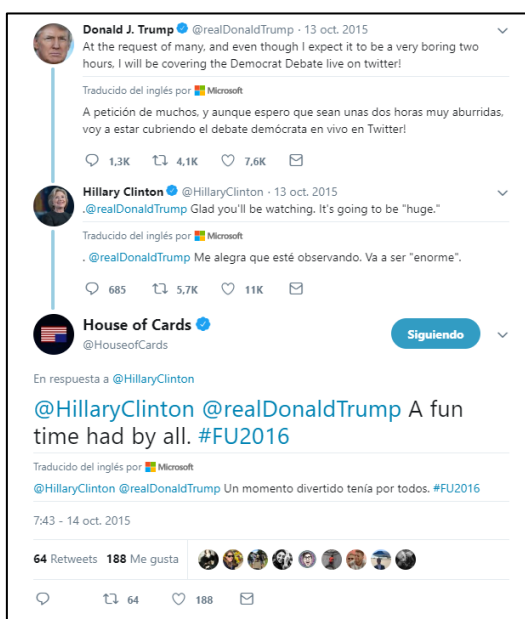 Donald J. Trump @realDonaldTrump · 13 oct. 2015
At the request of many, and even though I expect it to be a very boring two
hours, I will be covering the Democrat Debate live on twitter!
Traducido del inglés por Microsoft
A petición de muchos, y aunque espero que sean unas dos horas muy aburridas,
voy a estar cubriendo el debate demócrata en vivo en Twitter!
1,3K 4,1K 7,6K
Hillary Clinton @HillaryClinton · 13 oct. 2015
.@realDonaldTrump Glad you'll be watching. It's going to be "huge."
Traducido del inglés por Microsoft
. @realDonaldTrump Me alegra que esté observando. Va a ser "enorme".
685 5,7K 11K
House of Cards
@HouseofCards
Siguiendo
En respuesta a @HillaryClinton
@HillaryClinton @realDonaldTrump A fun
time had by all. #FU2016
Traducido del inglés por Microsoft
@HillaryClinton @realDonaldTrump Un momento divertido tenía por todos. #FU2016
7:43 - 14 oct. 2015
64 Retweets 188 Me gusta
64 188